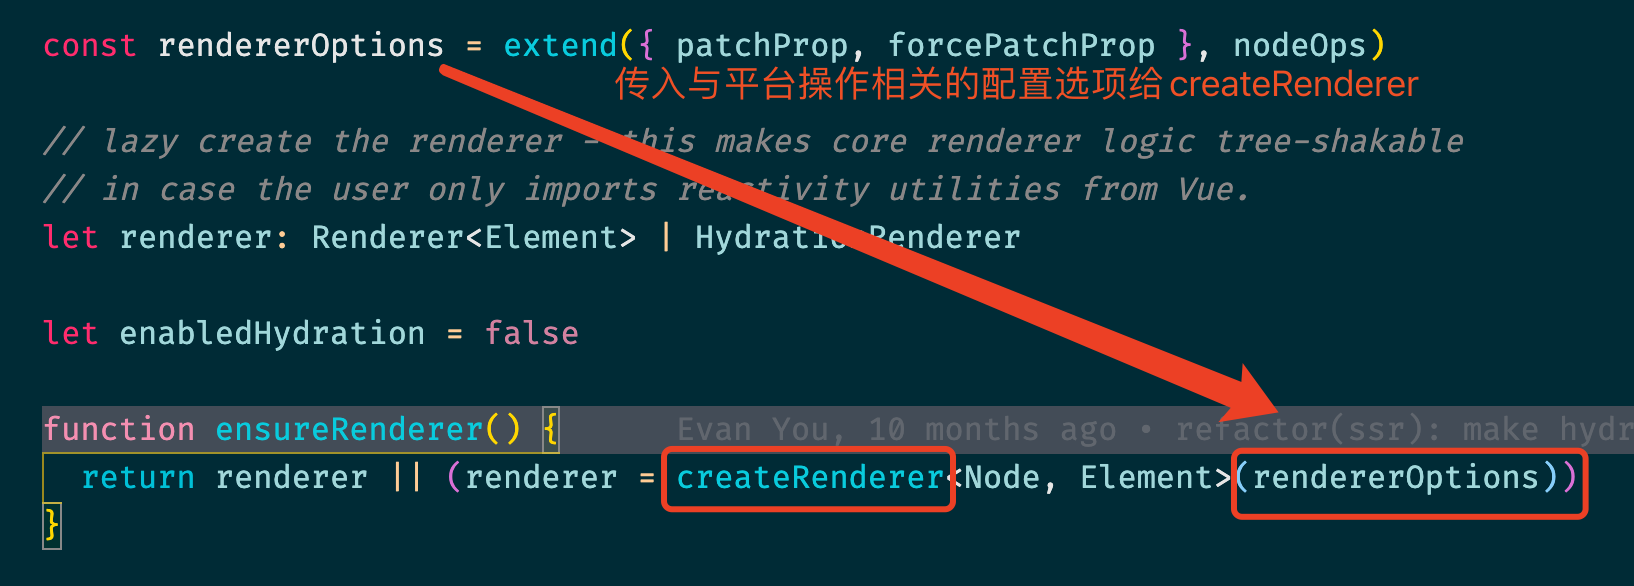 const rendererOptions = extend({ patchProp, forcePatchProp }, nodeOps)
传入与平台操作相关的配置选项给 createRenderer
// lazy create the renderer - this makes core renderer logic tree-shakable
// in case the user only imports reactivity utilities from Vue.
let renderer: Renderer<Element> | HydrationRenderer
let enabledHydration = false
function ensureRenderer() { Evan You, 10 months ago • refactor(ssr): make hydr
return renderer || (renderer = createRenderer<Node, Element>(rendererOptions))
}